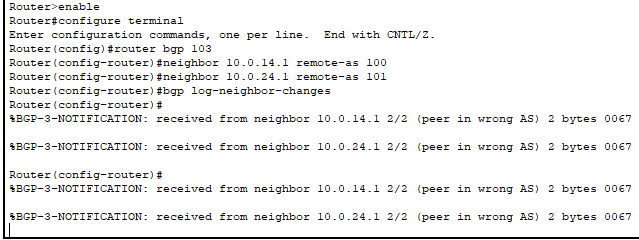 Router>enable
Router#configure terminal
Enter configuration commands, one per line.  End with CNTL/Z.
Router(config)#router bgp 103
Router(config-router)#neighbor 10.0.14.1 remote-as 100
Router(config-router)#neighbor 10.0.24.1 remote-as 101
Router(config-router)#bgp log-neighbor-changes
Router(config-router)#
%BGP-3-NOTIFICATION: received from neighbor 10.0.14.1 2/2 (peer in wrong AS) 2 bytes 0067
%BGP-3-NOTIFICATION: received from neighbor 10.0.24.1 2/2 (peer in wrong AS) 2 bytes 0067
Router(config-router)#
%BGP-3-NOTIFICATION: received from neighbor 10.0.14.1 2/2 (peer in wrong AS) 2 bytes 0067
%BGP-3-NOTIFICATION: received from neighbor 10.0.24.1 2/2 (peer in wrong AS) 2 bytes 0067